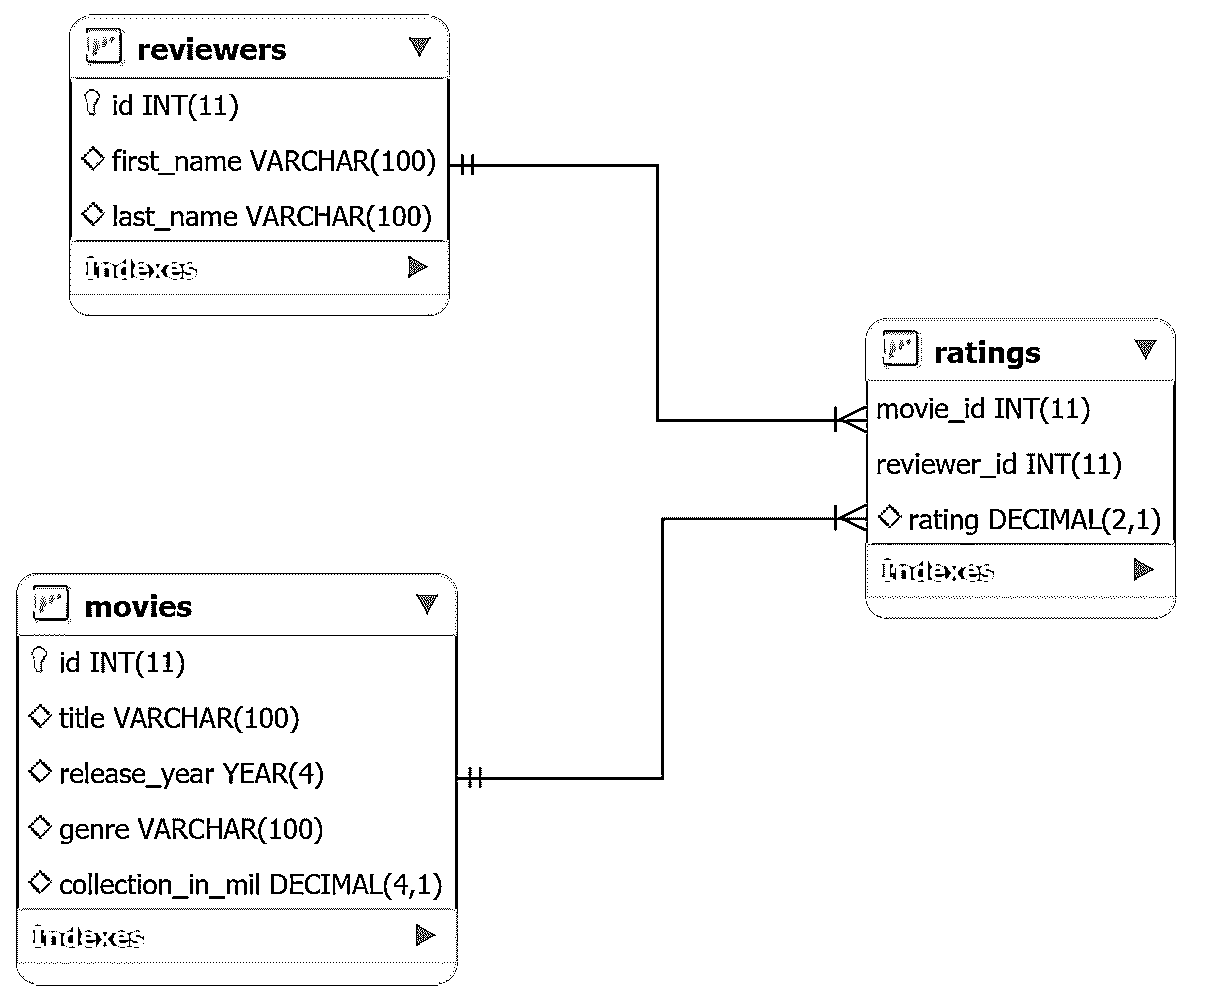 reviewers
id INT(11)
first_name VARCHAR(100)
last_name VARCHAR(100)
Indexes
ratings
movie_id INT(11)
reviewer_id INT(11)
rating DECIMAL(2,1)
Indexes
movies
id INT(11)
title VARCHAR(100)
release_year YEAR(4)
genre VARCHAR(100)
collection_in_mil DECIMAL(4,1)
Indexes